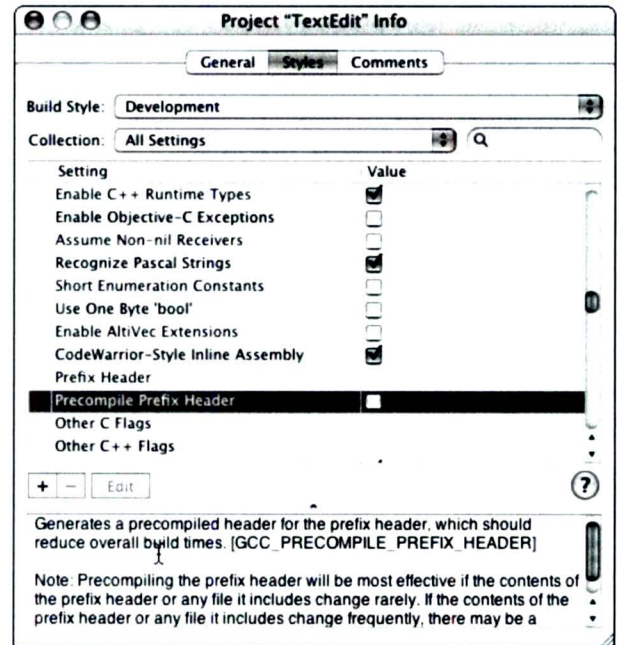 Project "TextEdit" Info
General Styles Comments
Build Style: Development
Collection: All Settings
Setting Value
Enable C++ Runtime Types
Enable Objective-C Exceptions
Assume Non-nil Receivers
Recognize Pascal Strings
Short Enumeration Constants
Use One Byte 'bool'
Enable AltiVec Extensions
CodeWarrior-Style Inline Assembly
Prefix Header
Precompile Prefix Header
Other C Flags
Other C++ Flags
+ − Edit ?
Generates a precompiled header for the prefix header, which should
reduce overall build times. [GCC_PRECOMPILE_PREFIX_HEADER]
Note: Precompiling the prefix header will be most effective if the contents of
the prefix header or any file it includes change rarely. If the contents of the
prefix header or any file it includes change frequently, there may be a